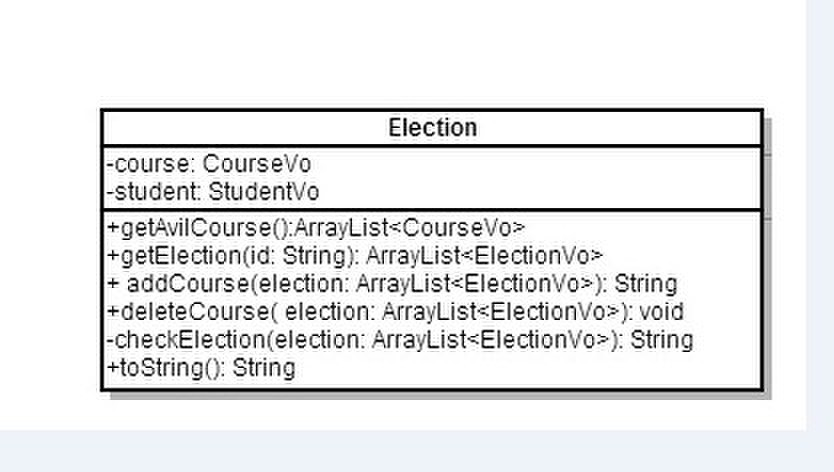 Election
-course: CourseVo
-student: StudentVo
+getAvilCourse():ArrayList<CourseVo>
+getElection(id: String): ArrayList<ElectionVo>
+ addCourse(election: ArrayList<ElectionVo>): String
+deleteCourse( election: ArrayList<ElectionVo>): void
-checkElection(election: ArrayList<ElectionVo>): String
+toString(): String